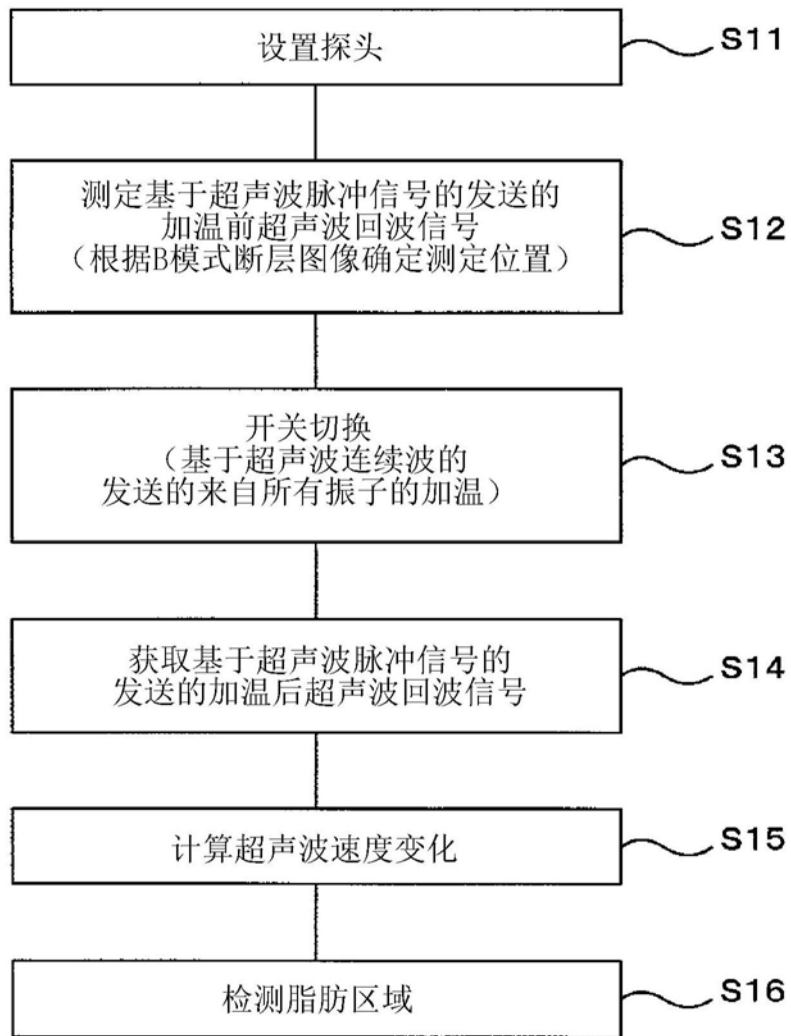 设置探头
S11
测定基于超声波脉冲信号的发送的
加温前超声波回波信号
（根据B模式断层图像确定测定位置）
S12
开关切换
（基于超声波连续波的
发送的来自所有振子的加温）
S13
获取基于超声波脉冲信号的
发送的加温后超声波回波信号
S14
计算超声波速度变化
S15
检测脂肪区域
S16